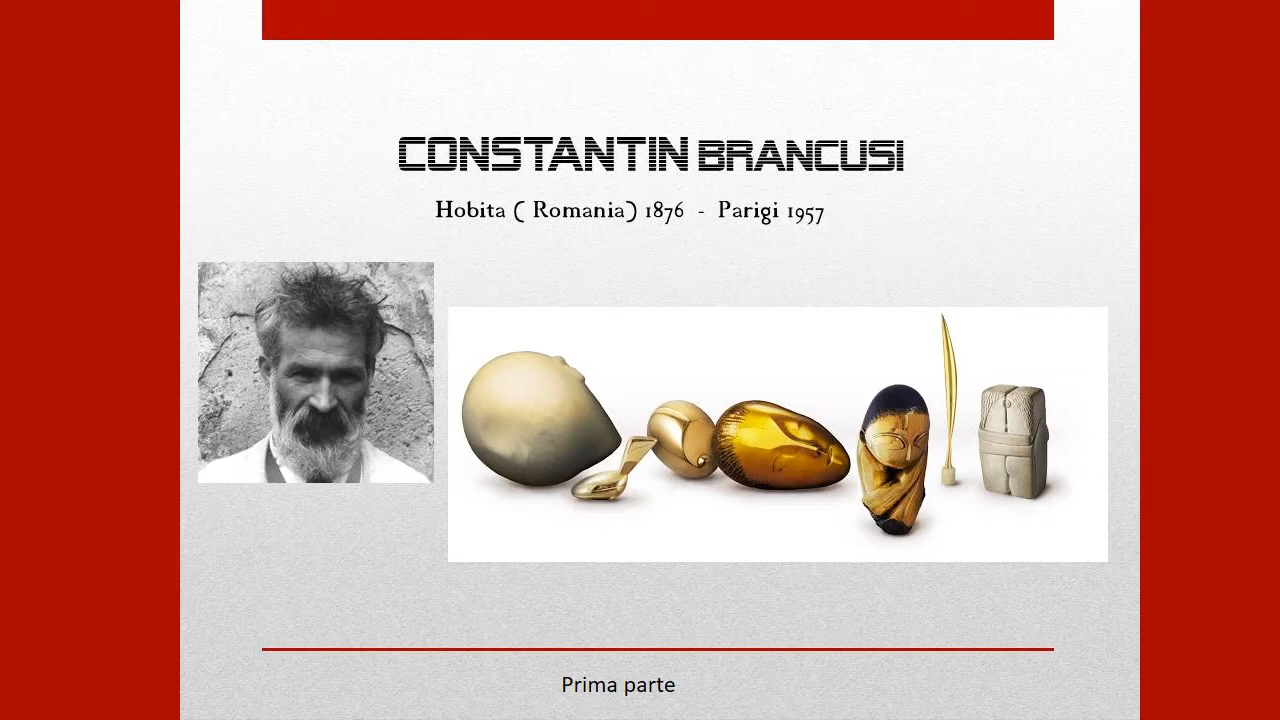 CONSTANTIN BRANCUSI
Hobita ( Romania) 1876 - Parigi 1957
Prima parte